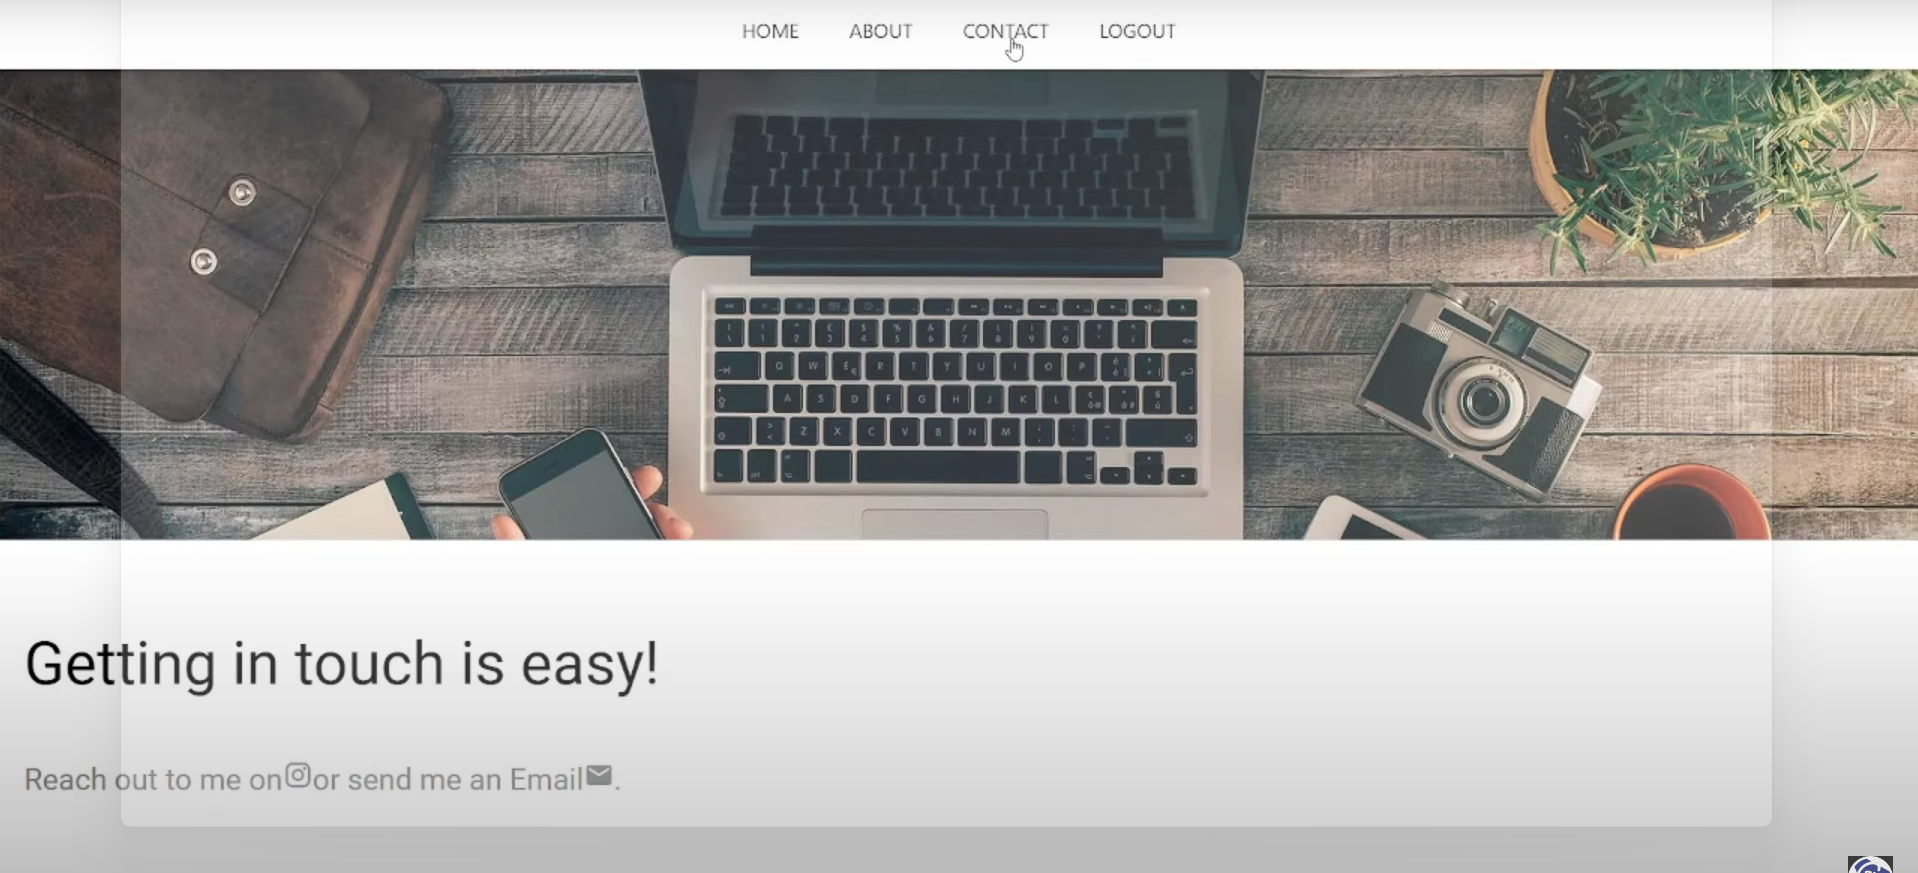 HOME ABOUT CONTACT LOGOUT
Q W E R T Y U I O P
A S D F G H J K L
Z X C V B N M
Getting in touch is easy!
Reach out to me on or send me an Email.